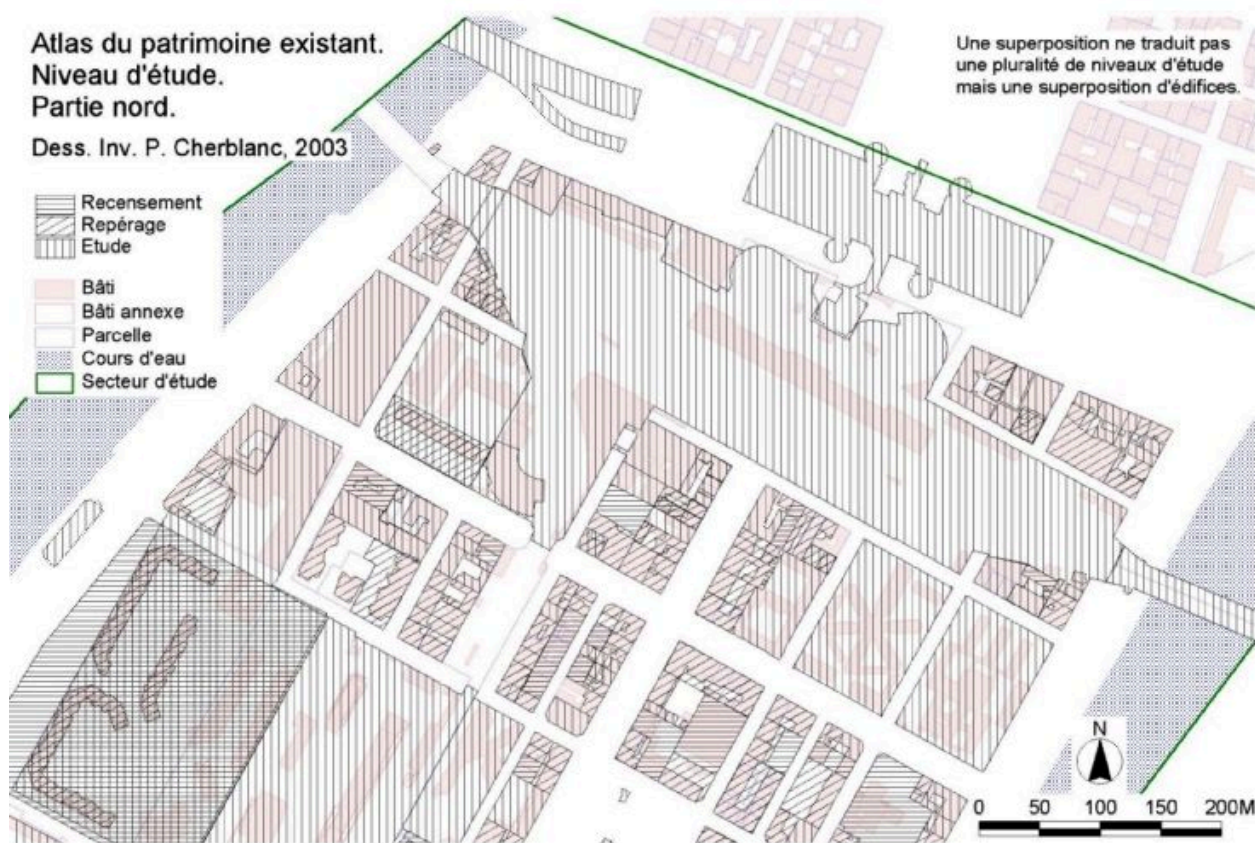 Atlas du patrimoine existant.
Niveau d'étude.
Partie nord.
Dess. Inv. P. Cherblanc, 2003
Une superposition ne traduit pas
une pluralité de niveaux d'étude
mais une superposition d'édifices.
Recensement
Repérage
Etude
Bâti
Bâti annexe
Parcelle
Cours d'eau
Secteur d'étude
N
0 50 100 150 200M